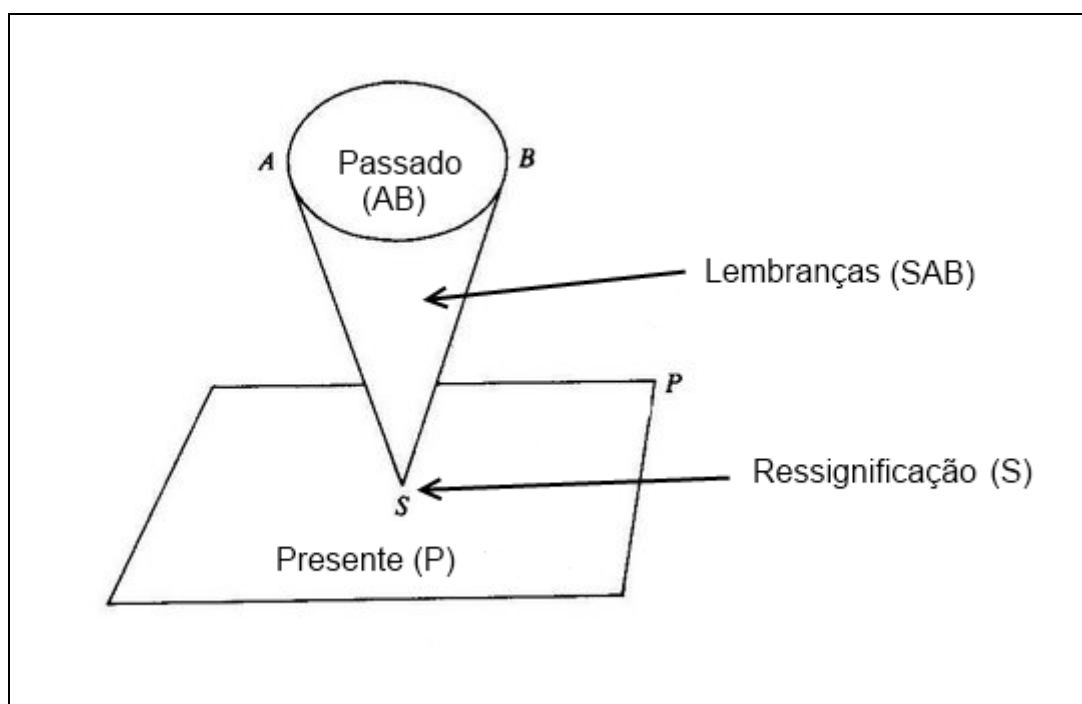 A
Passado
(AB)
B
Lembranças (SAB)
P
Ressignificação (S)
S
Presente (P)